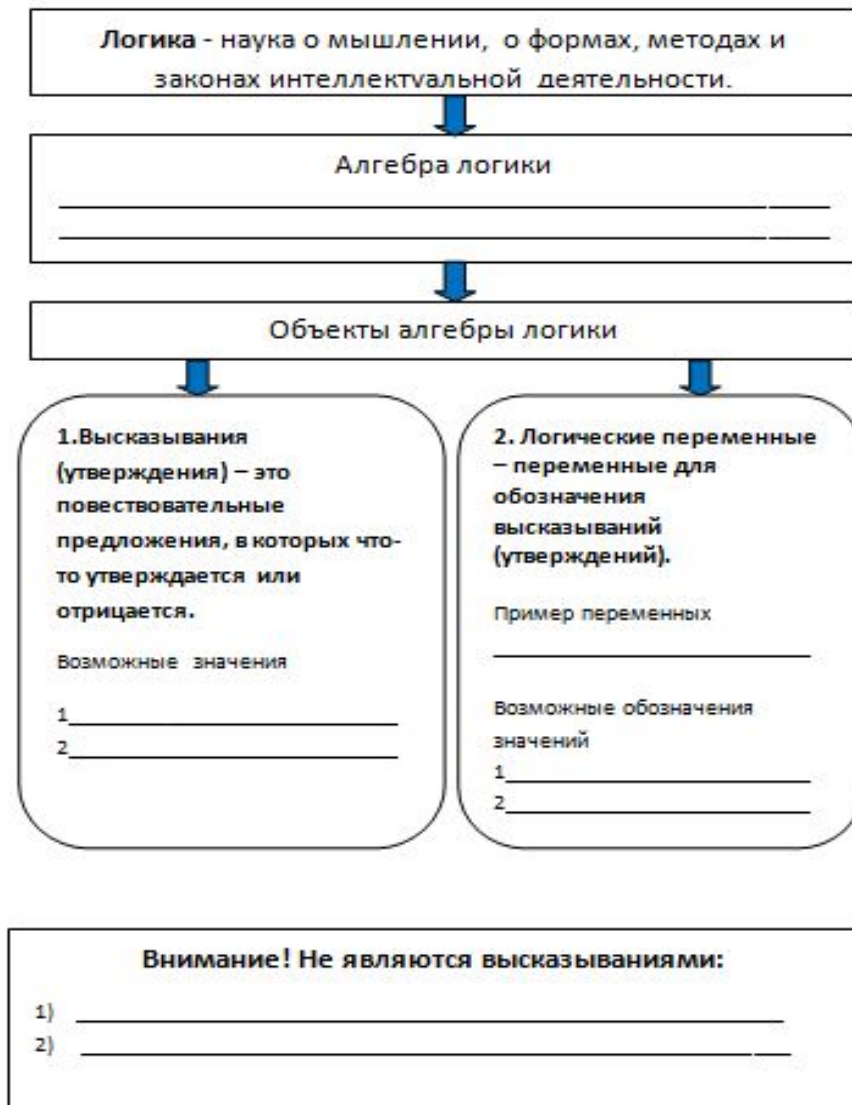 Логика - наука о мышлении, о формах, методах и
законах интеллектуальной деятельности.
Алгебра логики
Объекты алгебры логики
1.Высказывания
(утверждения) – это
повествовательные
предложения, в которых что-
то утверждается или
отрицается.
Возможные значения
1
2
2. Логические переменные
– переменные для
обозначения
высказываний
(утверждений).
Пример переменных
Возможные обозначения
значений
1
2
Внимание! Не являются высказываниями:
1)
2)